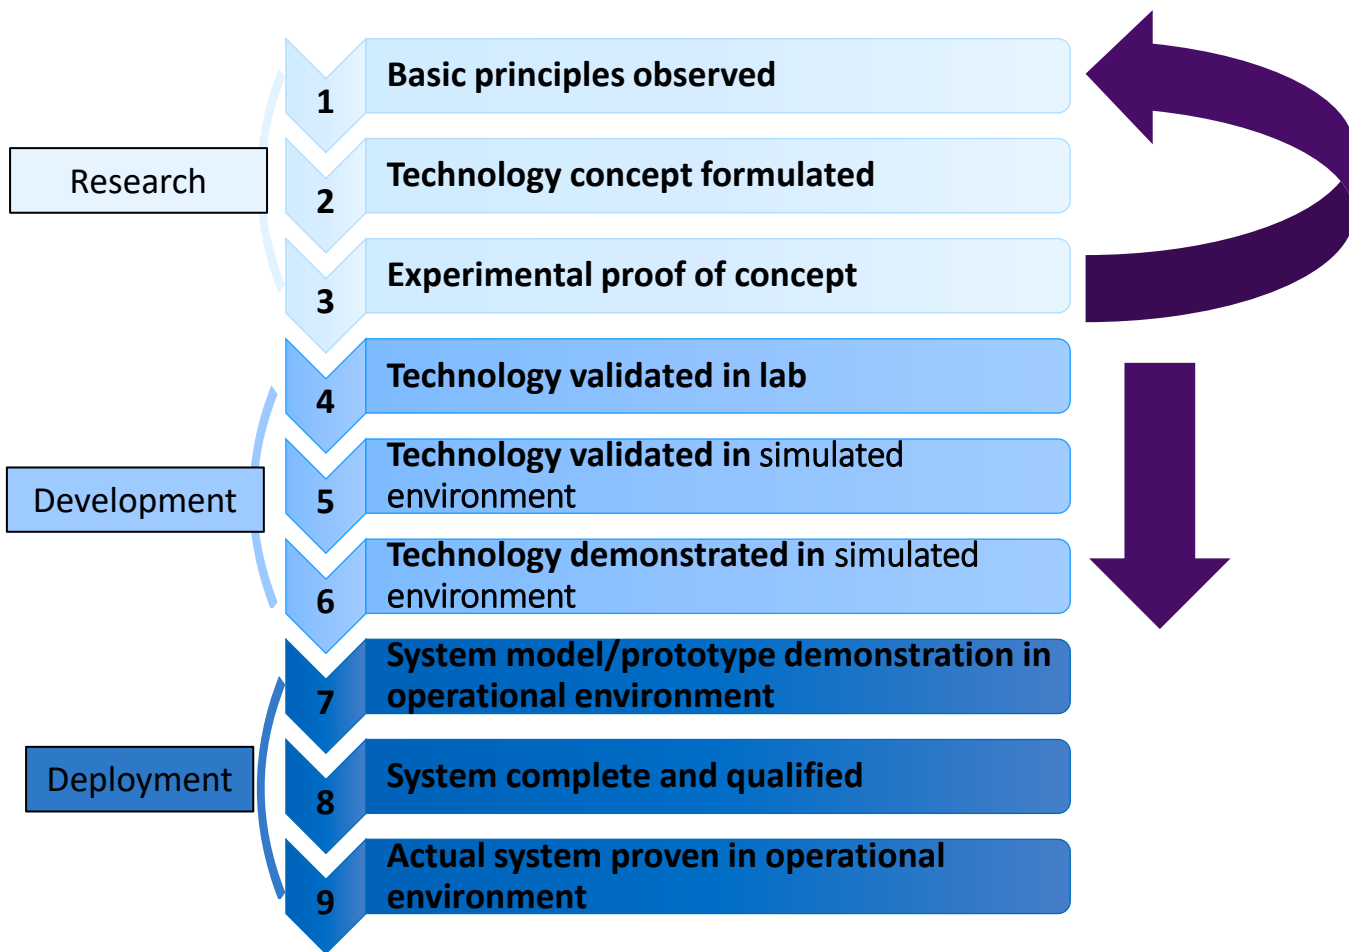 Research
1
Basic principles observed
2
Technology concept formulated
3
Experimental proof of concept
Development
4
Technology validated in lab
5
Technology validated in simulated
environment
6
Technology demonstrated in simulated
environment
Deployment
7
System model/prototype demonstration in
operational environment
8
System complete and qualified
9
Actual system proven in operational
environment